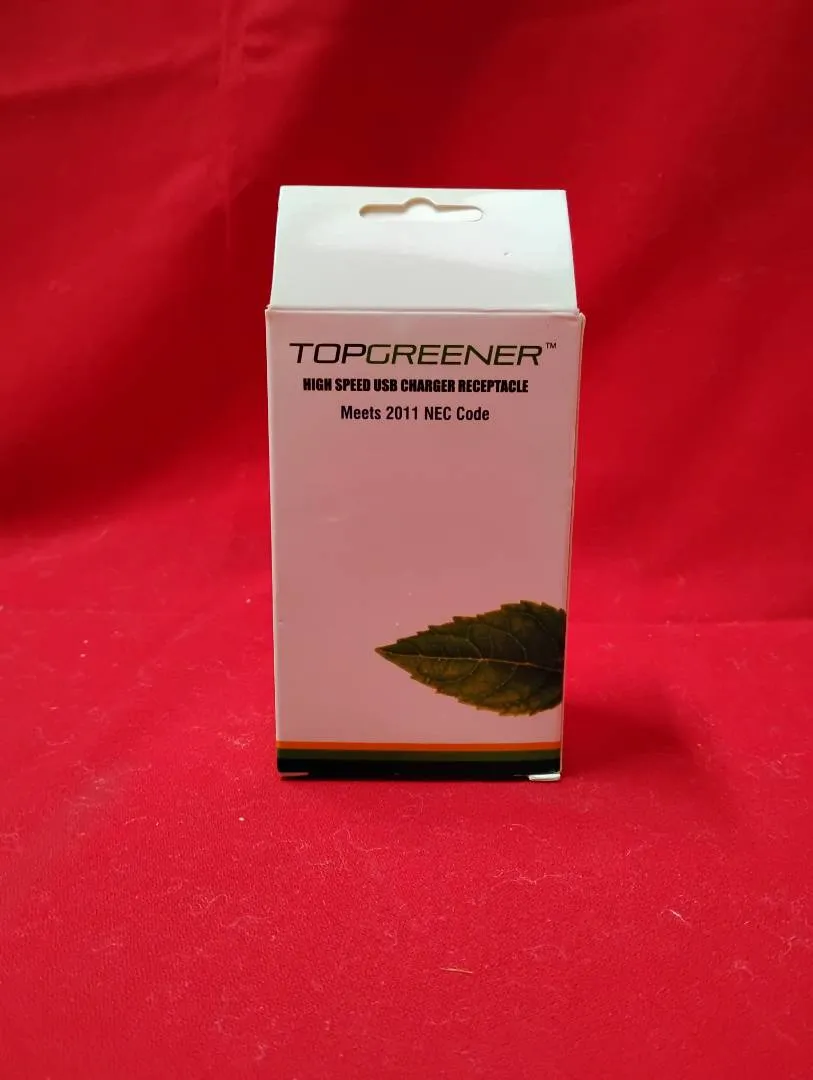 TOPGREENER™
HIGH SPEED USB CHARGER RECEPTACLE
Meets 2011 NEC Code